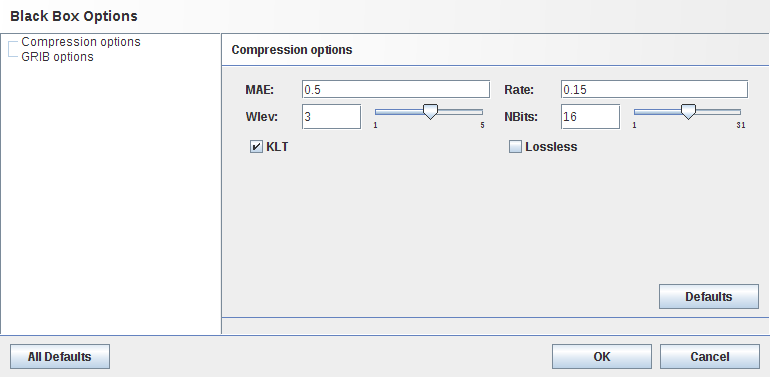 Black Box Options
Compression options
GRIB options
Compression options
MAE: 0.5 Rate: 0.15
Wlev: 3 1 5 NBits: 16 1 31
KLT Lossless
Defaults
All Defaults OK Cancel